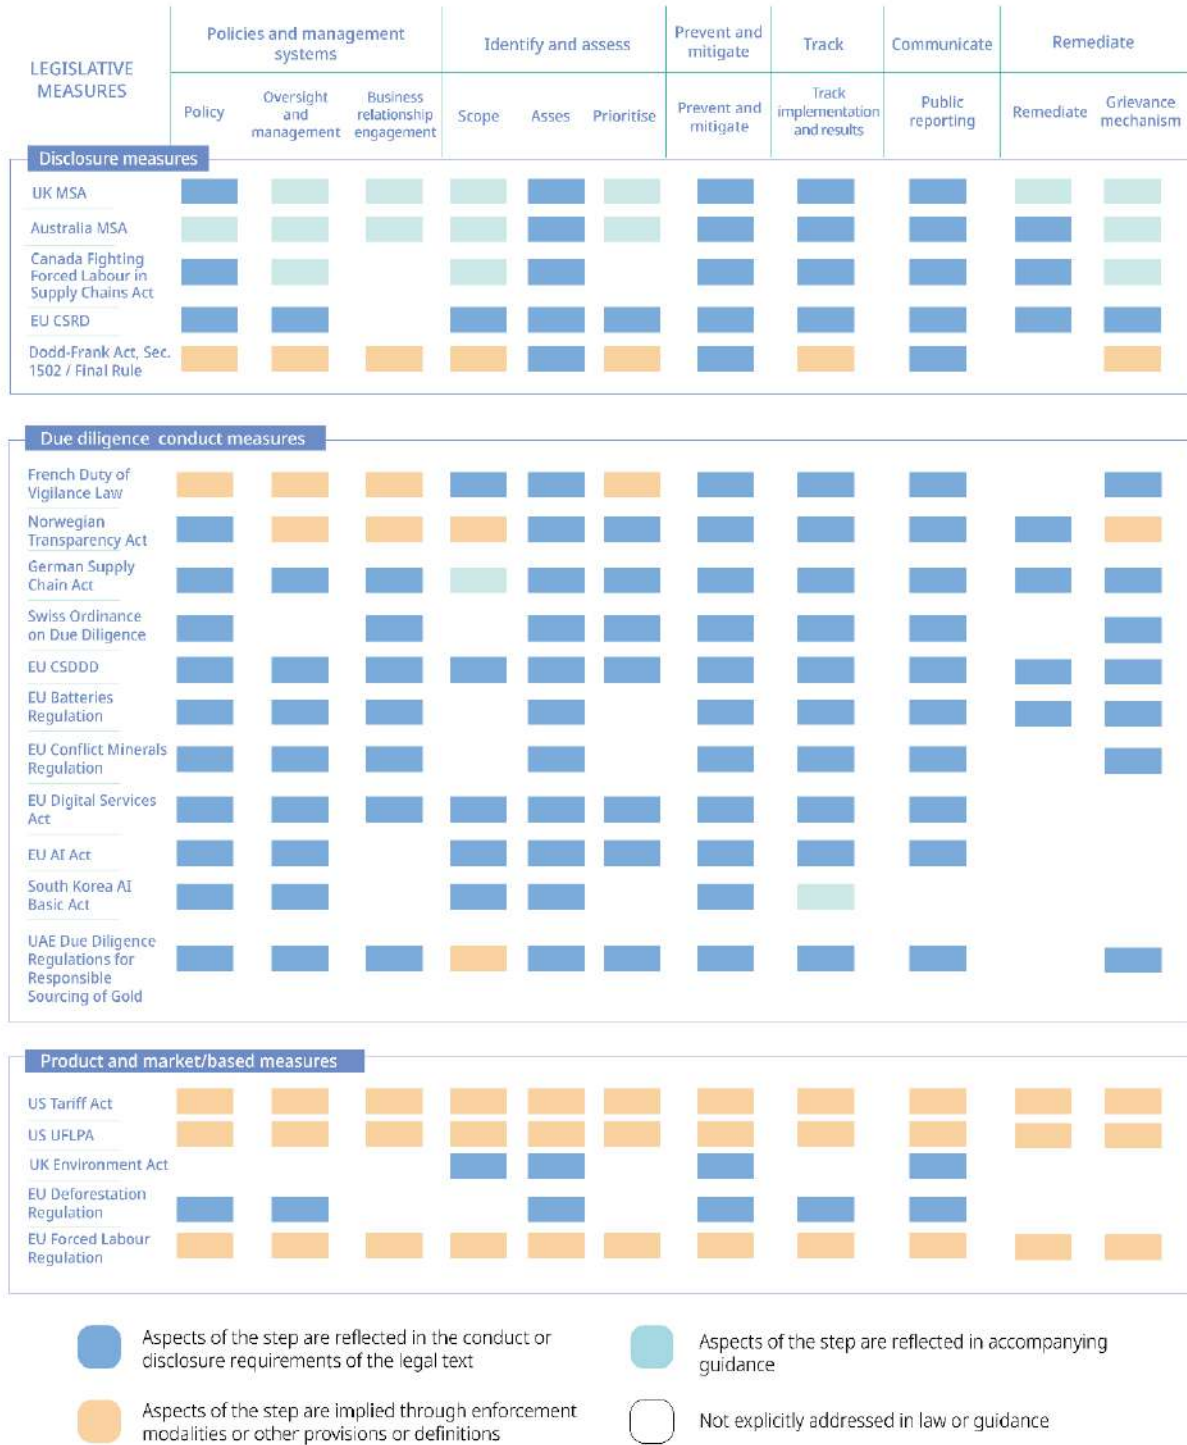 LEGISLATIVE
MEASURES
Policies and management
systems
Identify and assess
Prevent and
mitigate
Track
Communicate
Remediate
Policy
Oversight
and
management
Business
relationship
engagement
Scope
Asses
Prioritise
Prevent and
mitigate
Track
implementation
and results
Public
reporting
Remediate
Grievance
mechanism
Disclosure measures
UK MSA
Australia MSA
Canada Fighting
Forced Labour in
Supply Chains Act
EU CSRD
Dodd-Frank Act, Sec.
1502 / Final Rule
Due diligence conduct measures
French Duty of
Vigilance Law
Norwegian
Transparency Act
German Supply
Chain Act
Swiss Ordinance
on Due Diligence
EU CSDDD
EU Batteries
Regulation
EU Conflict Minerals
Regulation
EU Digital Services
Act
EU AI Act
South Korea AI
Basic Act
UAE Due Diligence
Regulations for
Responsible
Sourcing of Gold
Product and market/based measures
US Tariff Act
US UFLPA
UK Environment Act
EU Deforestation
Regulation
EU Forced Labour
Regulation
Aspects of the step are reflected in the conduct or
disclosure requirements of the legal text
Aspects of the step are reflected in accompanying
guidance
Aspects of the step are implied through enforcement
modalities or other provisions or definitions
Not explicitly addressed in law or guidance